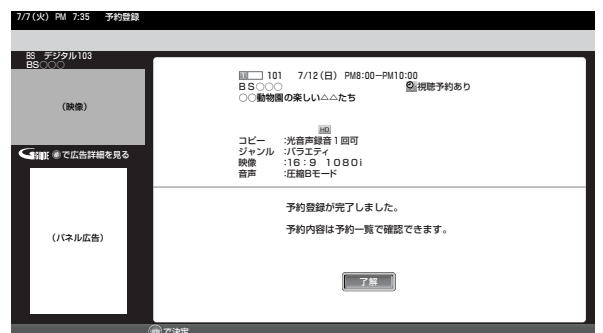 7/7(火) PM 7:35 予約登録
BS デジタル103
BS○○○
(映像)
GGUIDE で広告詳細を見る
(パネル広告)
101 7/12(日) PM8:00-PM10:00
BS○○○ 視聴予約あり
○○動物園の楽しい△△たち
HD
コピー :光音声録音1回可
ジャンル :バラエティ
映像 :16:9 1080i
音声 :圧縮Bモード
予約登録が完了しました。
予約内容は予約一覧で確認できます。
了解
で決定